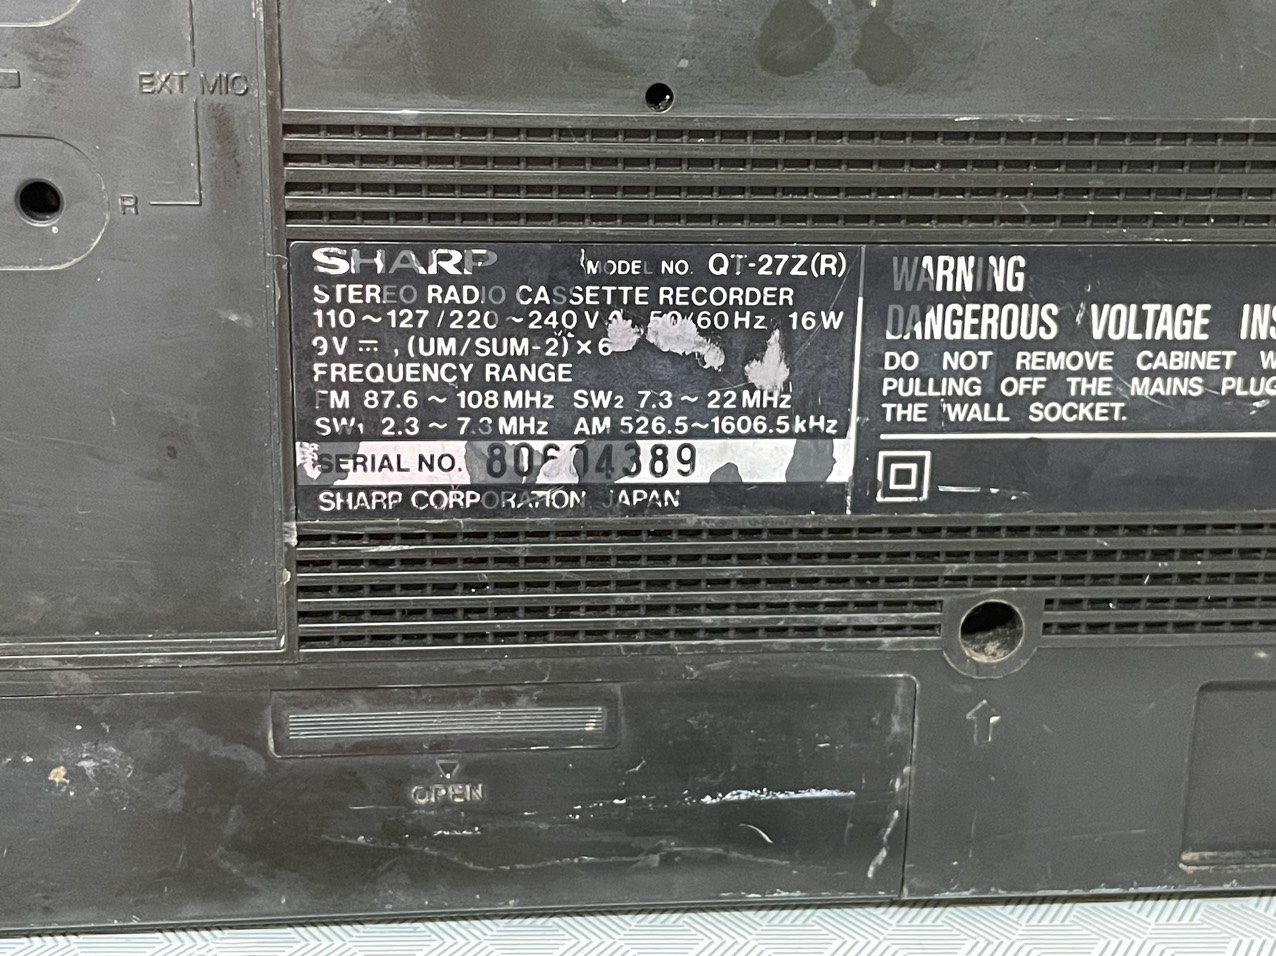 EXT MIC
R
SHARP MODEL NO. QT-27Z(R)
STEREO RADIO CASSETTE RECORDER
110～127/220～240V 50/60Hz 16W
9V ⎓, (UM/SUM-2)×6
FREQUENCY RANGE
FM 87.6～108MHz SW2 7.3～22MHz
SW1 2.3～7.3MHz AM 526.5～1606.5kHz
SERIAL NO. 80604389
SHARP CORPORATION, JAPAN
WARNING
DANGEROUS VOLTAGE INS
DO NOT REMOVE CABINET W
PULLING OFF THE MAINS PLUG
THE WALL SOCKET.
OPEN